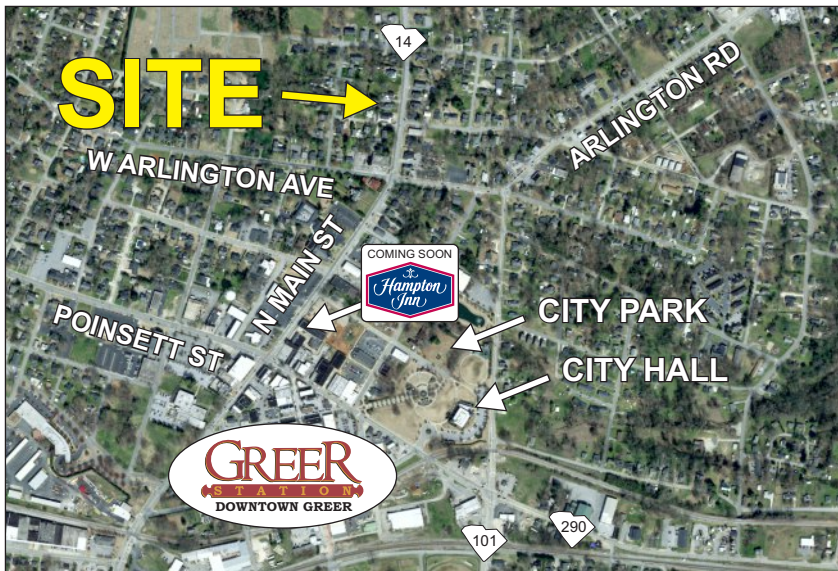 14
SITE
ARLINGTON RD
W ARLINGTON AVE
N MAIN ST
COMING SOON
Hampton
Inn
CITY PARK
POINSETT ST
CITY HALL
GREER
STATION
DOWNTOWN GREER
290
101